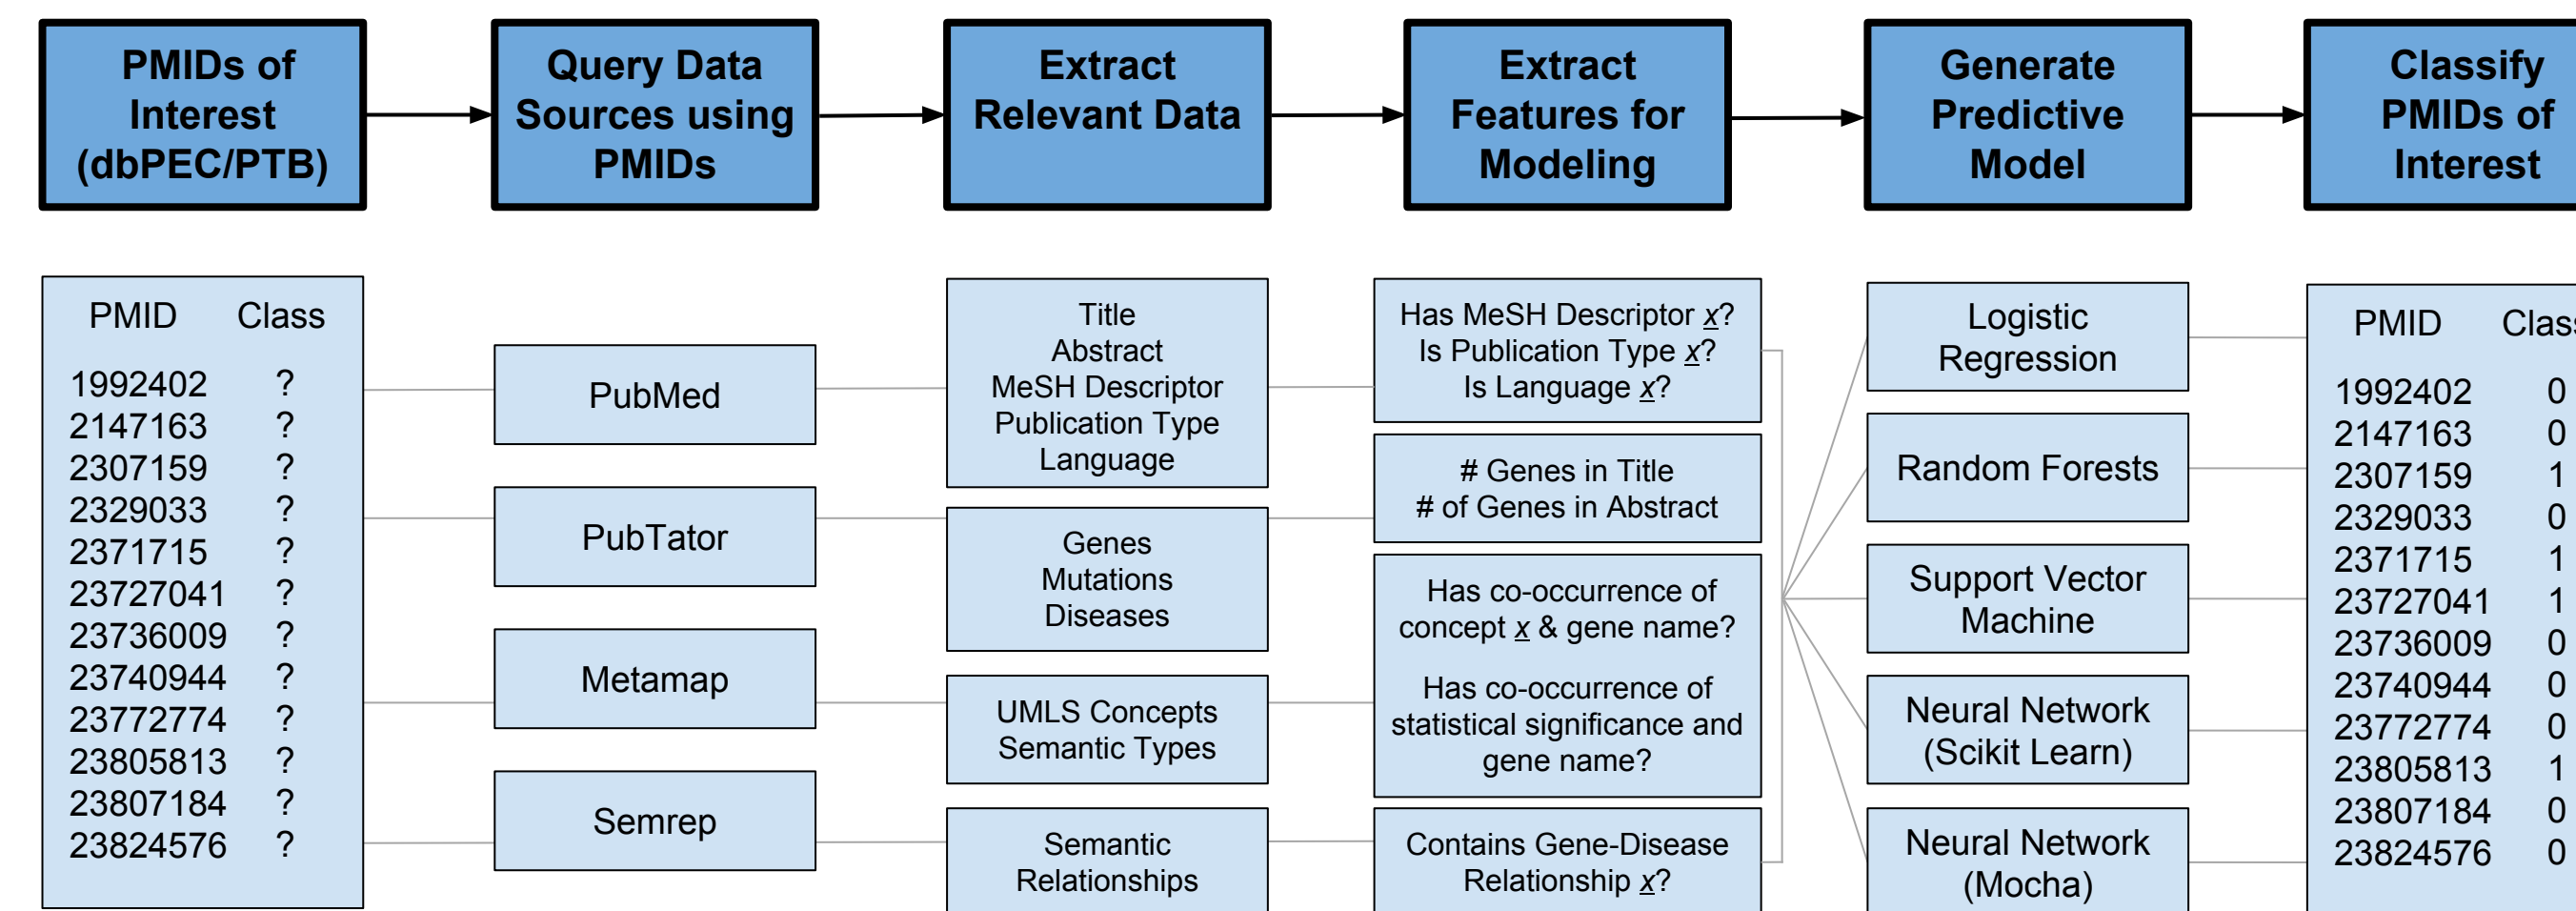 PMIDs of
Interest
(dbPEC/PTB)
Query Data
Sources using
PMIDs
Extract
Relevant Data
Extract
Features for
Modeling
Generate
Predictive
Model
Classify
PMIDs of
Interest
PMID Class
1992402 ?
2147163 ?
2307159 ?
2329033 ?
2371715 ?
23727041 ?
23736009 ?
23740944 ?
23772774 ?
23805813 ?
23807184 ?
23824576 ?
PubMed
PubTator
Metamap
Semrep
Title
Abstract
MeSH Descriptor
Publication Type
Language
Genes
Mutations
Diseases
UMLS Concepts
Semantic Types
Semantic
Relationships
Has MeSH Descriptor x?
Is Publication Type x?
Is Language x?
# Genes in Title
# of Genes in Abstract
Has co-occurrence of
concept x & gene name?
Has co-occurrence of
statistical significance and
gene name?
Contains Gene-Disease
Relationship x?
Logistic
Regression
Random Forests
Support Vector
Machine
Neural Network
(Scikit Learn)
Neural Network
(Mocha)
PMID Clas
1992402 0
2147163 0
2307159 1
2329033 0
2371715 1
23727041 1
23736009 0
23740944 0
23772774 0
23805813 1
23807184 0
23824576 0